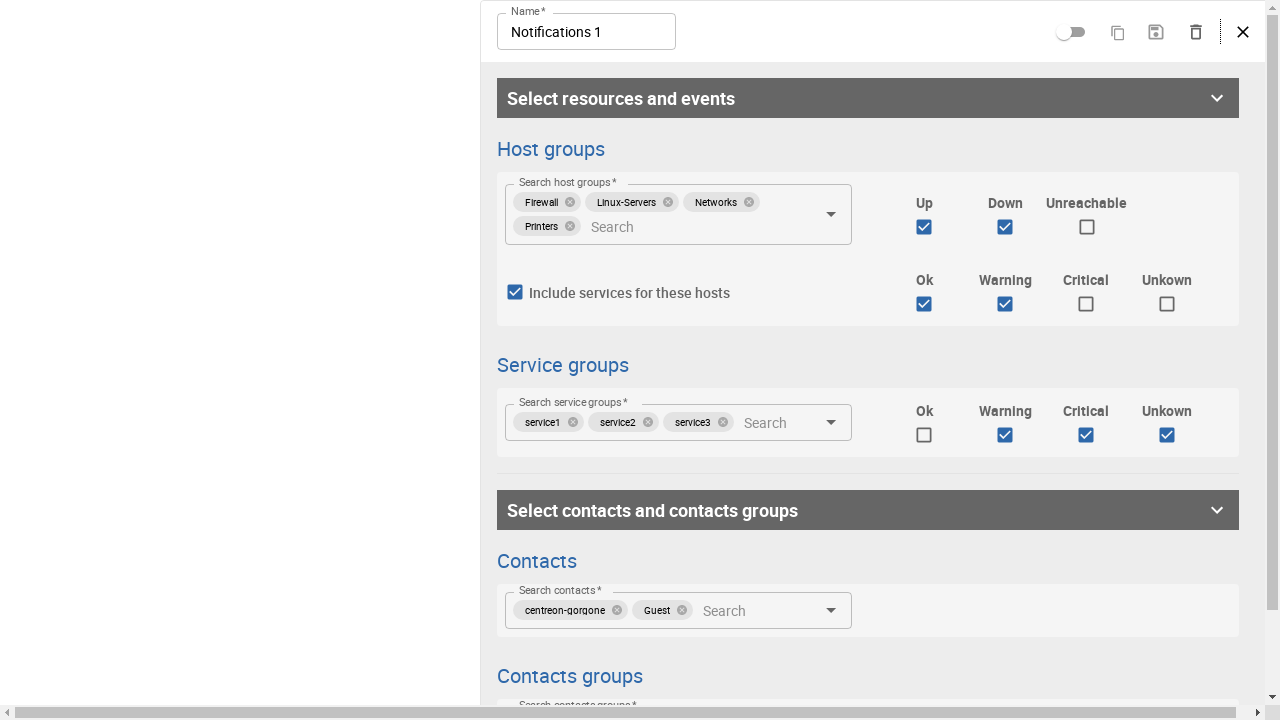 Name *
Notifications 1
Select resources and events
Host groups
Search host groups *
Firewall Linux-Servers Networks
Printers Search
Up Down Unreachable
Include services for these hosts
Ok Warning Critical Unkown
Service groups
Search service groups *
service1 service2 service3 Search
Ok Warning Critical Unkown
Select contacts and contacts groups
Contacts
Search contacts *
centreon-gorgone Guest Search
Contacts groups
Search contacts groups *